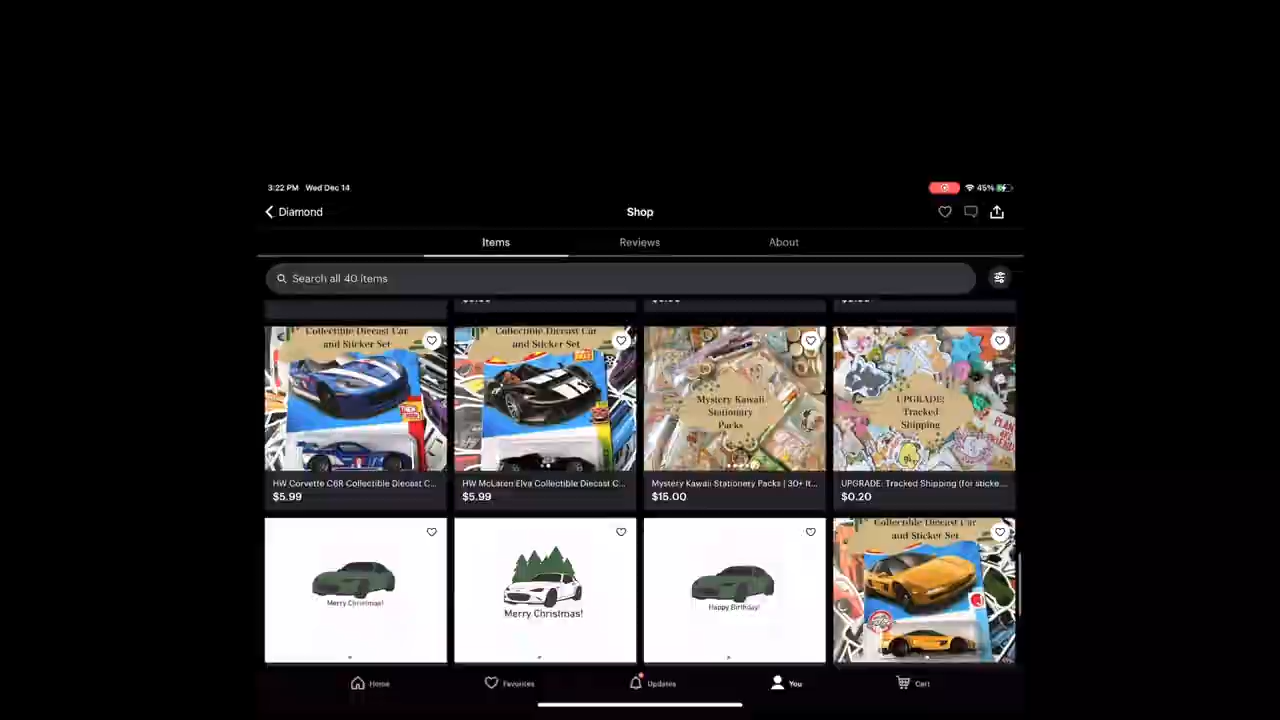 3:22 PM Wed Dec 14
45%
Diamond
Shop
Items
Reviews
About
Search all 40 items
Collectible Diecast Car
and Sticker Set
Collectible Diecast Car
and Sticker Set
Mystery Kawaii
Stationary
Packs
UPGRADE:
Tracked
Shipping
HW Corvette C6R Collectible Diecast C...
$5.99
HW McLaren Elva Collectible Diecast C...
$5.99
Mystery Kawaii Stationary Packs | 30+ It...
$15.00
UPGRADE: Tracked Shipping (for sticke...
$0.20
Merry Christmas!
Merry Christmas!
Happy Birthday!
Collectible Diecast Car
and Sticker Set
Home
Favorites
Updates
You
Cart